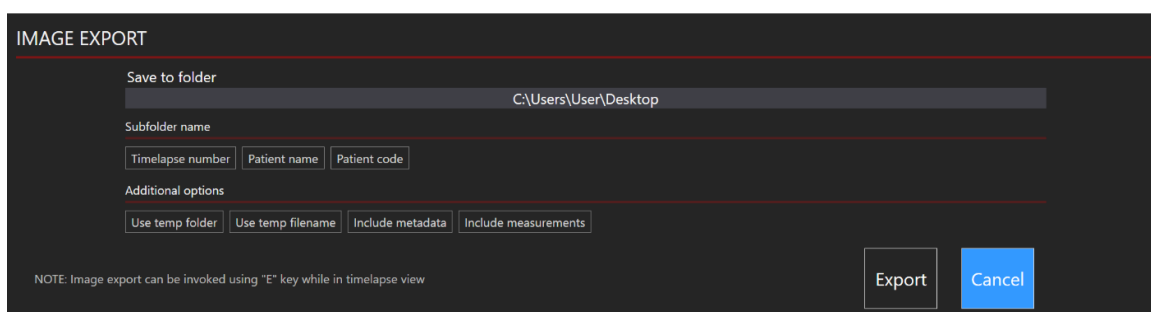 IMAGE EXPORT
Save to folder
C:\Users\User\Desktop
Subfolder name
Timelapse number Patient name Patient code
Additional options
Use temp folder Use temp filename Include metadata Include measurements
NOTE: Image export can be invoked using "E" key while in timelapse view
Export Cancel